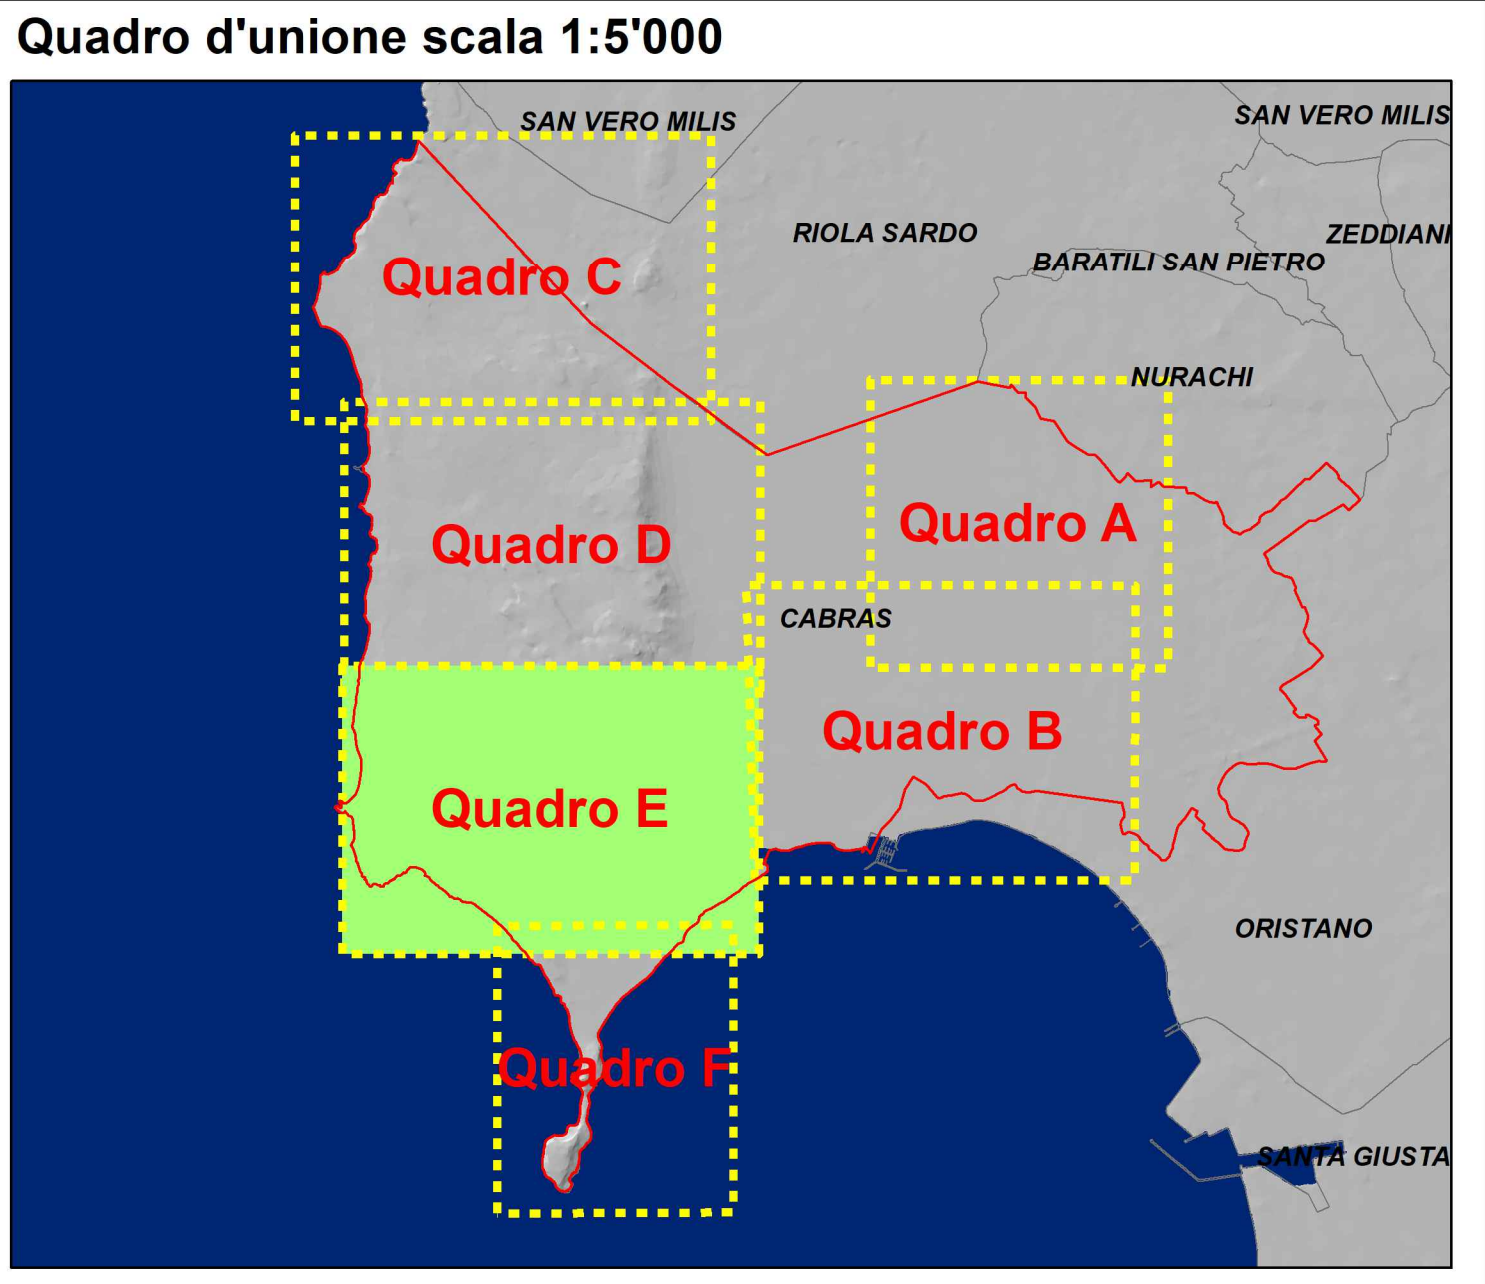 Quadro d'unione scala 1:5'000
SAN VERO MILIS
SAN VERO MILIS
RIOLA SARDO
ZEDDIANI
BARATILI SAN PIETRO
Quadro C
NURACHI
Quadro A
Quadro D
CABRAS
Quadro B
Quadro E
ORISTANO
Quadro F
SANTA GIUSTA